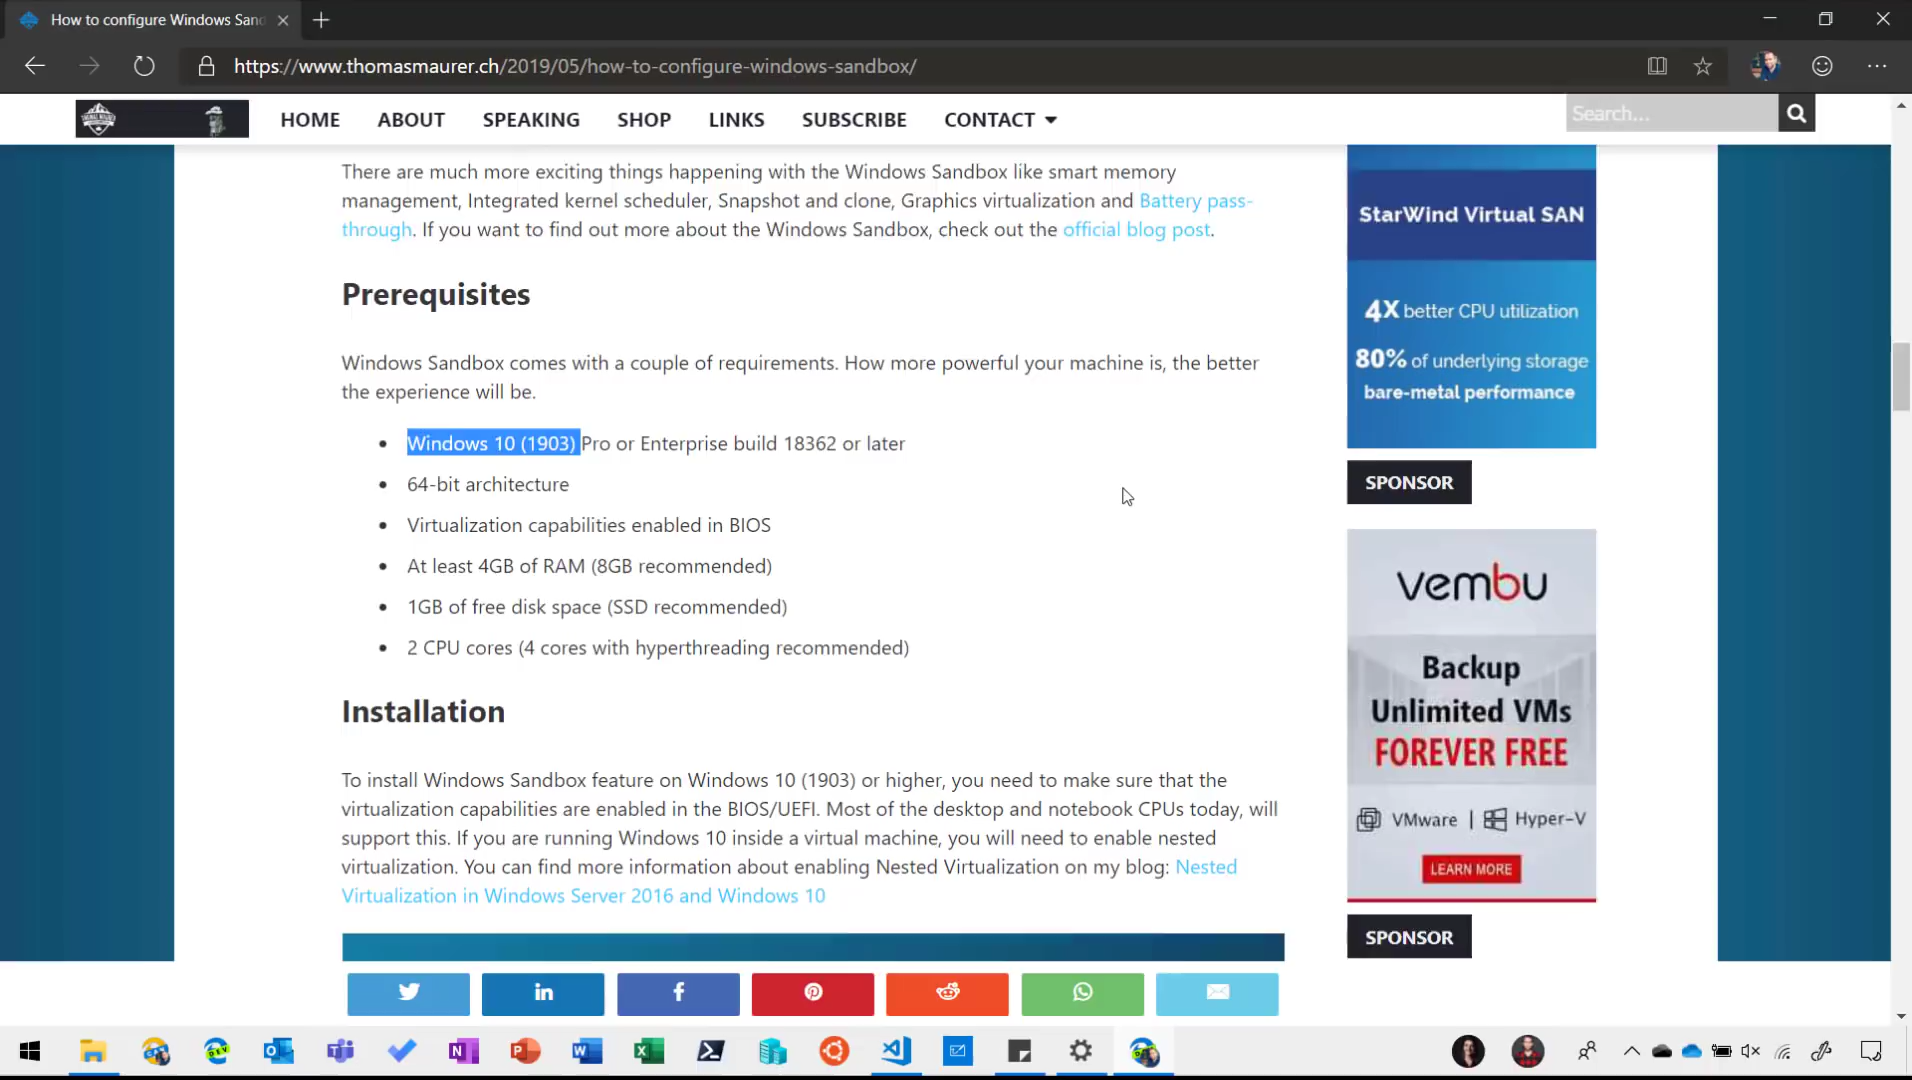 How to configure Windows San
https://www.thomasmaurer.ch/2019/05/how-to-configure-windows-sandbox/
HOME ABOUT SPEAKING SHOP LINKS SUBSCRIBE CONTACT
Search...
There are much more exciting things happening with the Windows Sandbox like smart memory
management, Integrated kernel scheduler, Snapshot and clone, Graphics virtualization and Battery pass-
through. If you want to find out more about the Windows Sandbox, check out the official blog post.
Prerequisites
Windows Sandbox comes with a couple of requirements. How more powerful your machine is, the better
the experience will be.
Windows 10 (1903) Pro or Enterprise build 18362 or later
64-bit architecture
Virtualization capabilities enabled in BIOS
At least 4GB of RAM (8GB recommended)
1GB of free disk space (SSD recommended)
2 CPU cores (4 cores with hyperthreading recommended)
Installation
To install Windows Sandbox feature on Windows 10 (1903) or higher, you need to make sure that the
virtualization capabilities are enabled in the BIOS/UEFI. Most of the desktop and notebook CPUs today, will
support this. If you are running Windows 10 inside a virtual machine, you will need to enable nested
virtualization. You can find more information about enabling Nested Virtualization on my blog: Nested
Virtualization in Windows Server 2016 and Windows 10
StarWind Virtual SAN
4X better CPU utilization
80% of underlying storage
bare-metal performance
SPONSOR
vembu
Backup
Unlimited VMs
FOREVER FREE
VMware | Hyper-V
LEARN MORE
SPONSOR